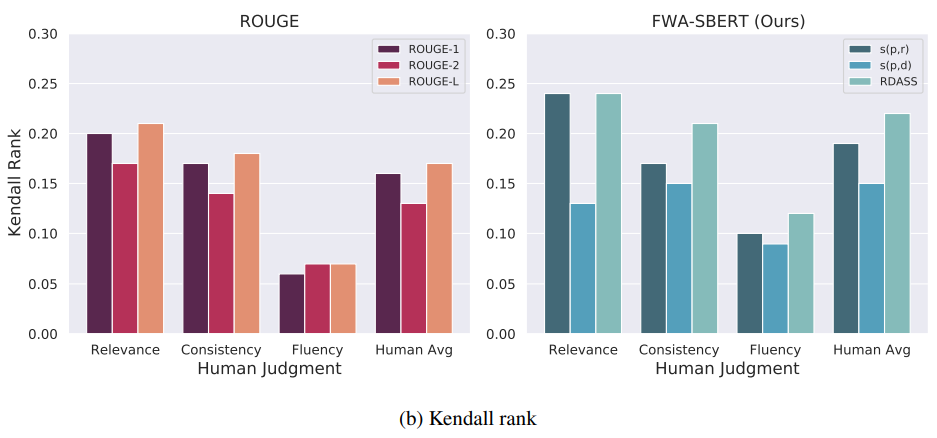 ROUGE
FWA-SBERT (Ours)
Kendall Rank
0.30
0.25
0.20
0.15
0.10
0.05
0.00
ROUGE-1
ROUGE-2
ROUGE-L
Relevance Consistency Fluency Human Avg
Human Judgment
0.30
0.25
0.20
0.15
0.10
0.05
0.00
s(p,r)
s(p,d)
RDASS
Relevance Consistency Fluency Human Avg
Human Judgment
(b) Kendall rank